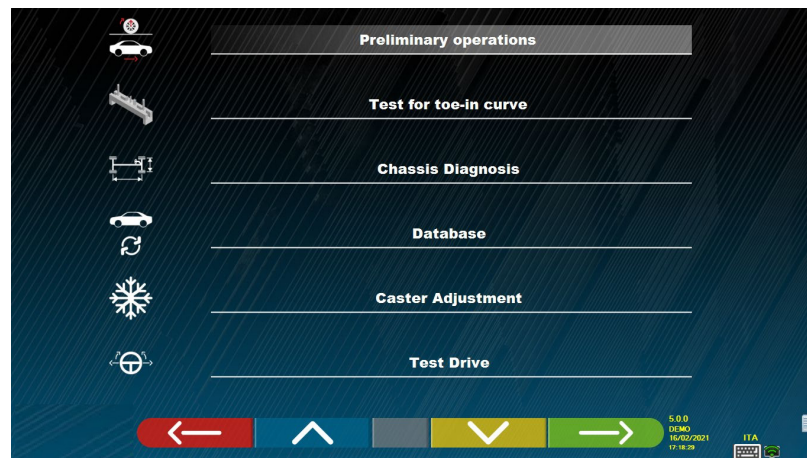 Preliminary operations
Test for toe-in curve
Chassis Diagnosis
Database
Caster Adjustment
Test Drive
5.0.0
DEMO
16/02/2021
17:18:29
ITA